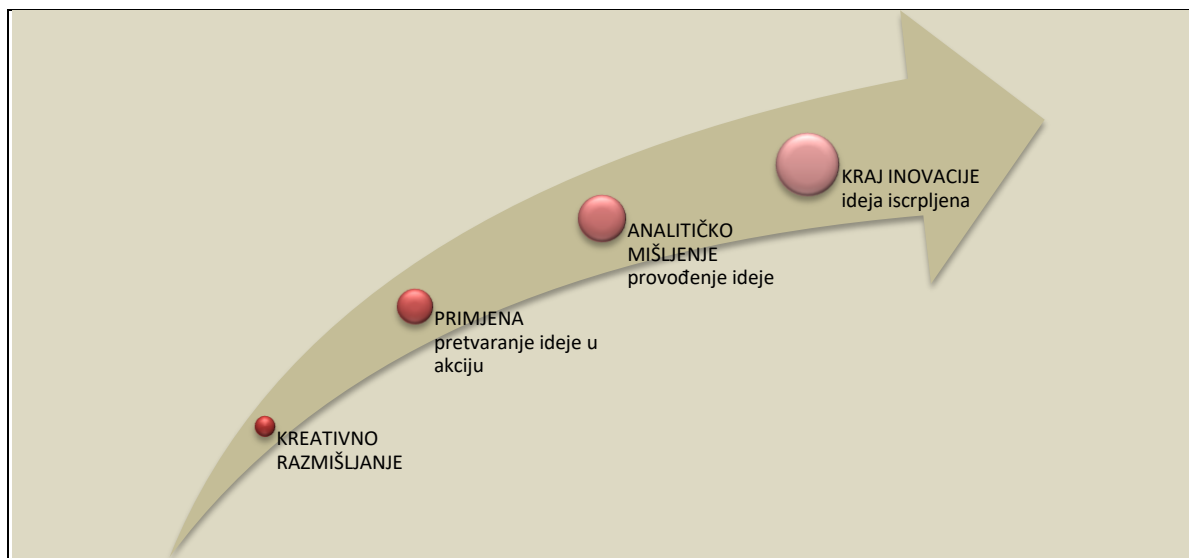 KREATIVNO
RAZMIŠLJANJE
PRIMJENA
pretvaranje ideje u
akciju
ANALITIČKO
MIŠLJENJE
provođenje ideje
KRAJ INOVACIJE
ideja iscrpljena